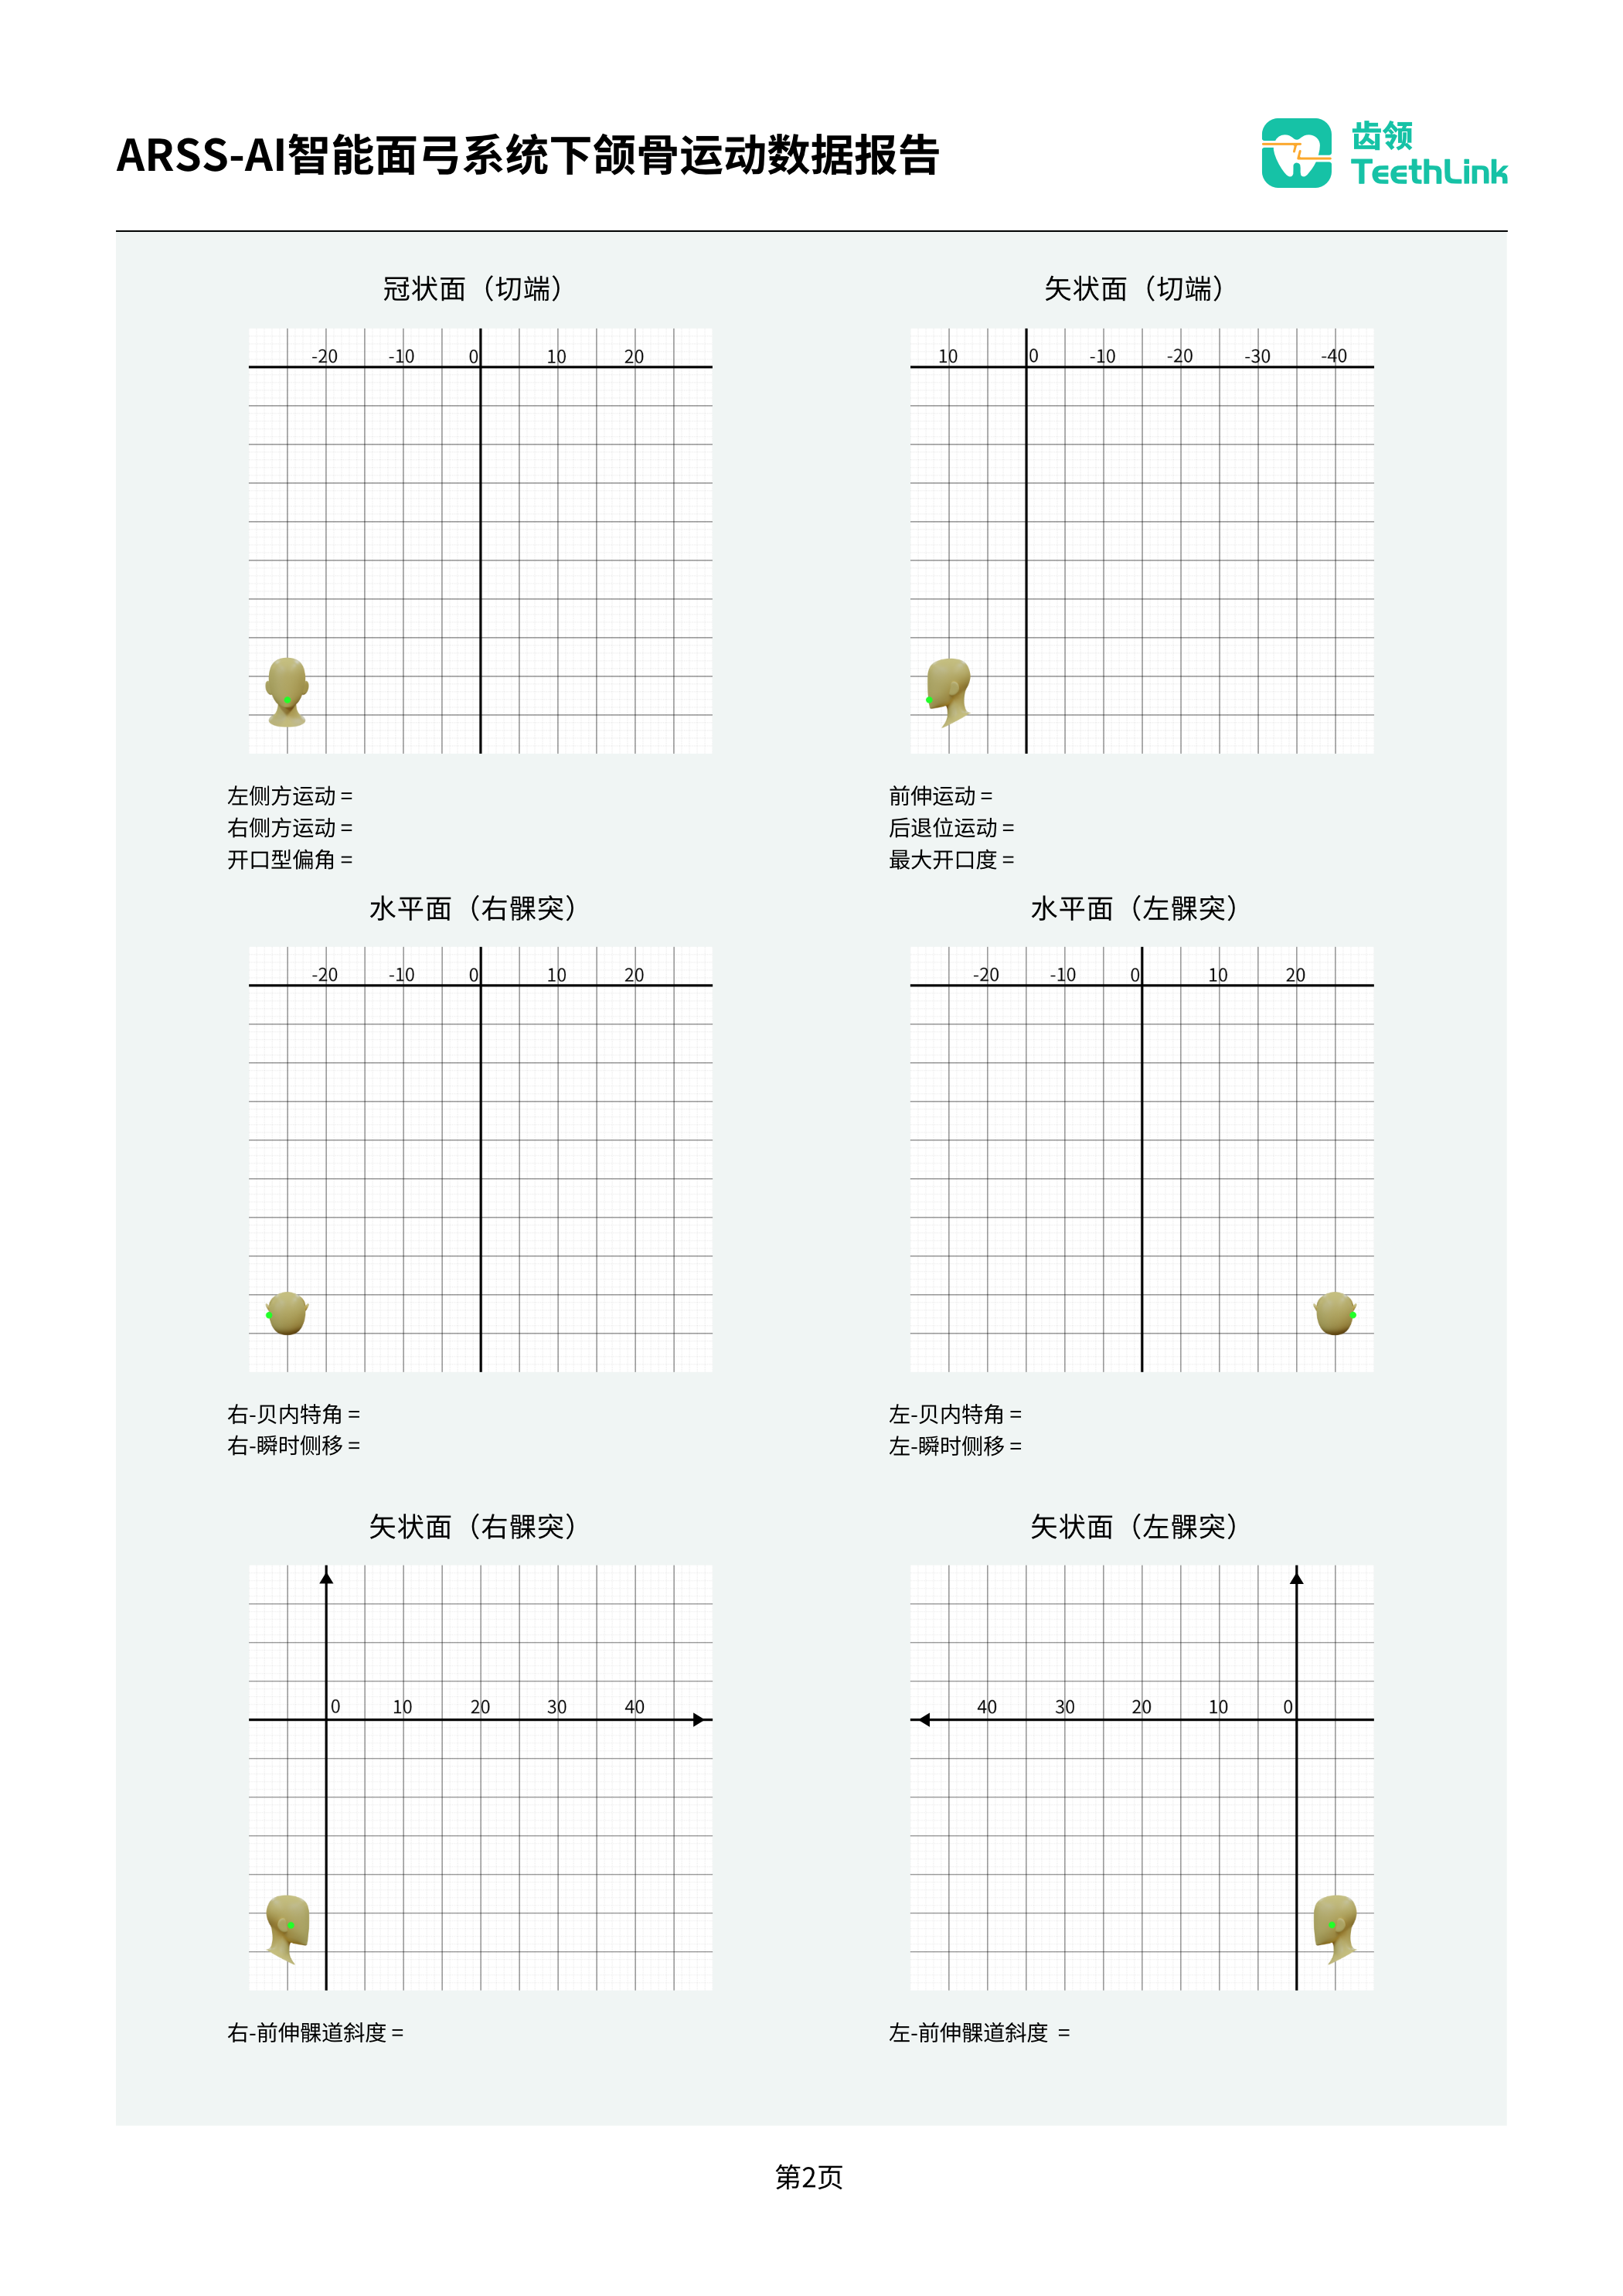 ARSS-AI智能面弓系统下颌骨运动数据报告
齿领
TeethLink
冠状面（切端）
-20 -10 0 10 20
左侧方运动 =
右侧方运动 =
开口型偏角 =
矢状面（切端）
10 0 -10 -20 -30 -40
前伸运动 =
后退位运动 =
最大开口度 =
水平面（右髁突）
-20 -10 0 10 20
右-贝内特角 =
右-瞬时侧移 =
水平面（左髁突）
-20 -10 0 10 20
左-贝内特角 =
左-瞬时侧移 =
矢状面（右髁突）
0 10 20 30 40
右-前伸髁道斜度 =
矢状面（左髁突）
40 30 20 10 0
左-前伸髁道斜度 =
第2页